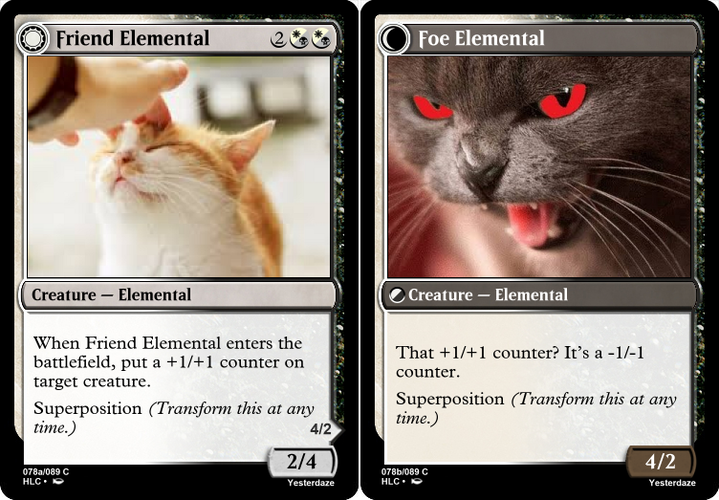 Friend Elemental 2
Creature — Elemental
When Friend Elemental enters the
battlefield, put a +1/+1 counter on
target creature.
Superposition (Transform this at any
time.)
4/2
2/4
078a/089 C
HLC •
Yesterdaze
Foe Elemental
Creature — Elemental
That +1/+1 counter? It's a -1/-1
counter.
Superposition (Transform this at any
time.)
4/2
078b/089 C
HLC •
Yesterdaze